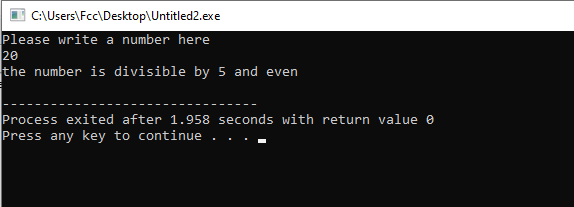 C:\Users\Fcc\Desktop\Untitled2.exe
Please write a number here
20
the number is divisible by 5 and even
--------------------------------
Process exited after 1.958 seconds with return value 0
Press any key to continue . . .